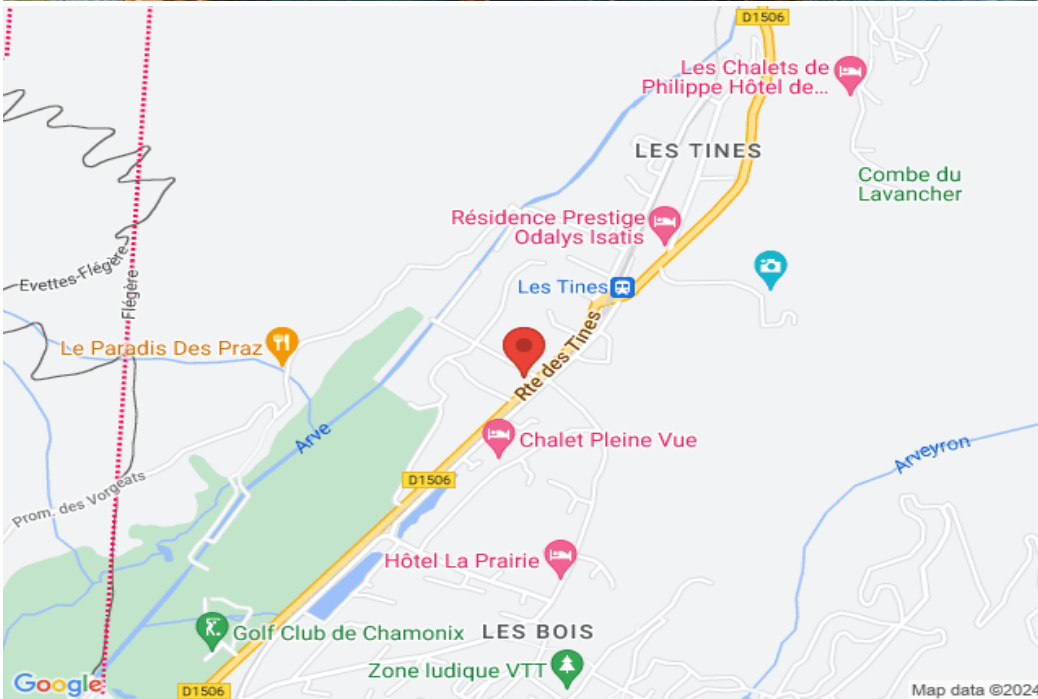 D1506
Les Chalets de
Philippe Hôtel de...
LES TINES
Combe du
Lavancher
Résidence Prestige
Odalys Isatis
Evettes-Flégère
Flégère
Les Tines
Le Paradis Des Praz
Rte des Tines
Arve
Chalet Pleine Vue
Arveyron
D1506
Prom. des Vorgeats
Hôtel La Prairie
Golf Club de Chamonix
LES BOIS
Zone ludique VTT
Google
D1506
Map data ©2024